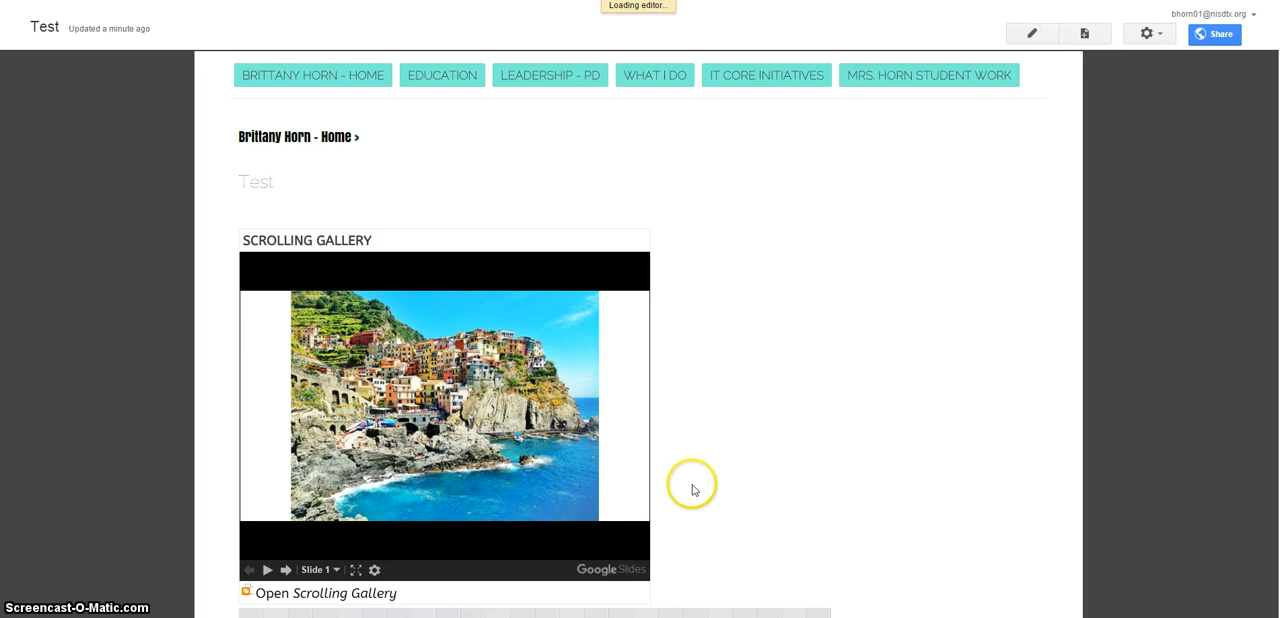 Loading editor...
bhorn01@nisdtx.org
Test Updated a minute ago
Share
BRITTANY HORN - HOME EDUCATION LEADERSHIP - PD WHAT I DO IT CORE INITIATIVES MRS. HORN STUDENT WORK
Brittany Horn - Home >
Test
SCROLLING GALLERY
Slide 1 Google Slides
Open Scrolling Gallery
Screencast-O-Matic.com